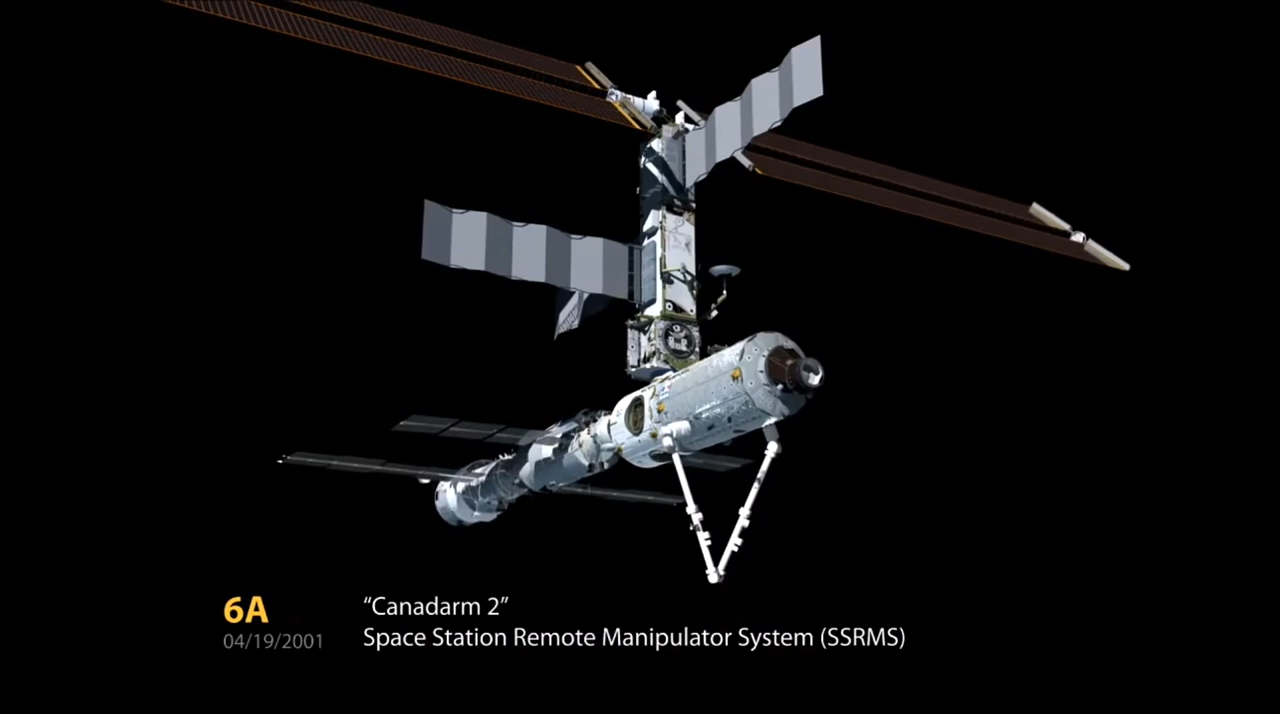 6A
04/19/2001
“Canadarm 2”
Space Station Remote Manipulator System (SSRMS)